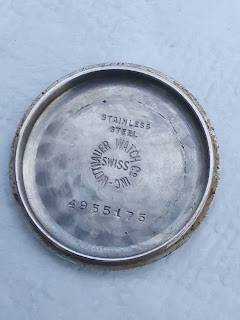 STAINLESS
STEEL
WITTNAUER WATCH Co INC-
SWISS
4955175